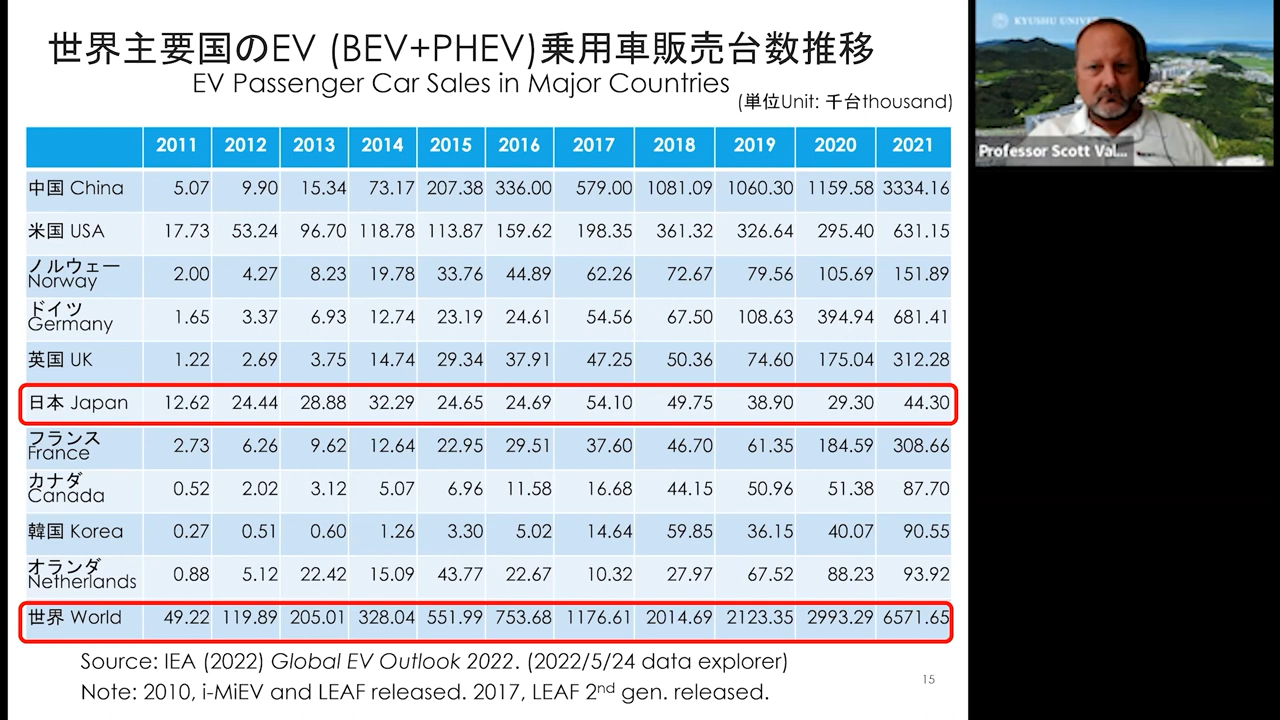 世界主要国のEV (BEV+PHEV)乗用車販売台数推移
EV Passenger Car Sales in Major Countries
(単位Unit: 千台thousand)
2011 2012 2013 2014 2015 2016 2017 2018 2019 2020 2021
中国 China 5.07 9.90 15.34 73.17 207.38 336.00 579.00 1081.09 1060.30 1159.58 3334.16
米国 USA 17.73 53.24 96.70 118.78 113.87 159.62 198.35 361.32 326.64 295.40 631.15
ノルウェー
Norway 2.00 4.27 8.23 19.78 33.76 44.89 62.26 72.67 79.56 105.69 151.89
ドイツ
Germany 1.65 3.37 6.93 12.74 23.19 24.61 54.56 67.50 108.63 394.94 681.41
英国 UK 1.22 2.69 3.75 14.74 29.34 37.91 47.25 50.36 74.60 175.04 312.28
日本 Japan 12.62 24.44 28.88 32.29 24.65 24.69 54.10 49.75 38.90 29.30 44.30
フランス
France 2.73 6.26 9.62 12.64 22.95 29.51 37.60 46.70 61.35 184.59 308.66
カナダ
Canada 0.52 2.02 3.12 5.07 6.96 11.58 16.68 44.15 50.96 51.38 87.70
韓国 Korea 0.27 0.51 0.60 1.26 3.30 5.02 14.64 59.85 36.15 40.07 90.55
オランダ
Netherlands 0.88 5.12 22.42 15.09 43.77 22.67 10.32 27.97 67.52 88.23 93.92
世界 World 49.22 119.89 205.01 328.04 551.99 753.68 1176.61 2014.69 2123.35 2993.29 6571.65
Source: IEA (2022) Global EV Outlook 2022. (2022/5/24 data explorer)
Note: 2010, i-MiEV and LEAF released. 2017, LEAF 2nd gen. released.
15
KYUSHU UNIVE
Professor Scott Val...